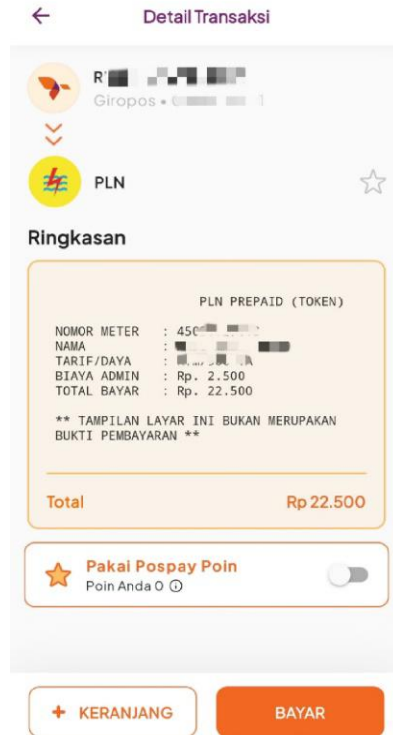 Detail Transaksi
Giropos •
PLN
Ringkasan
PLN PREPAID (TOKEN)
NOMOR METER :
NAMA :
TARIF/DAYA :
BIAYA ADMIN : Rp. 2.500
TOTAL BAYAR : Rp. 22.500
** TAMPILAN LAYAR INI BUKAN MERUPAKAN
BUKTI PEMBAYARAN **
Total Rp 22.500
Pakai Pospay Poin
Poin Anda 0
+ KERANJANG
BAYAR